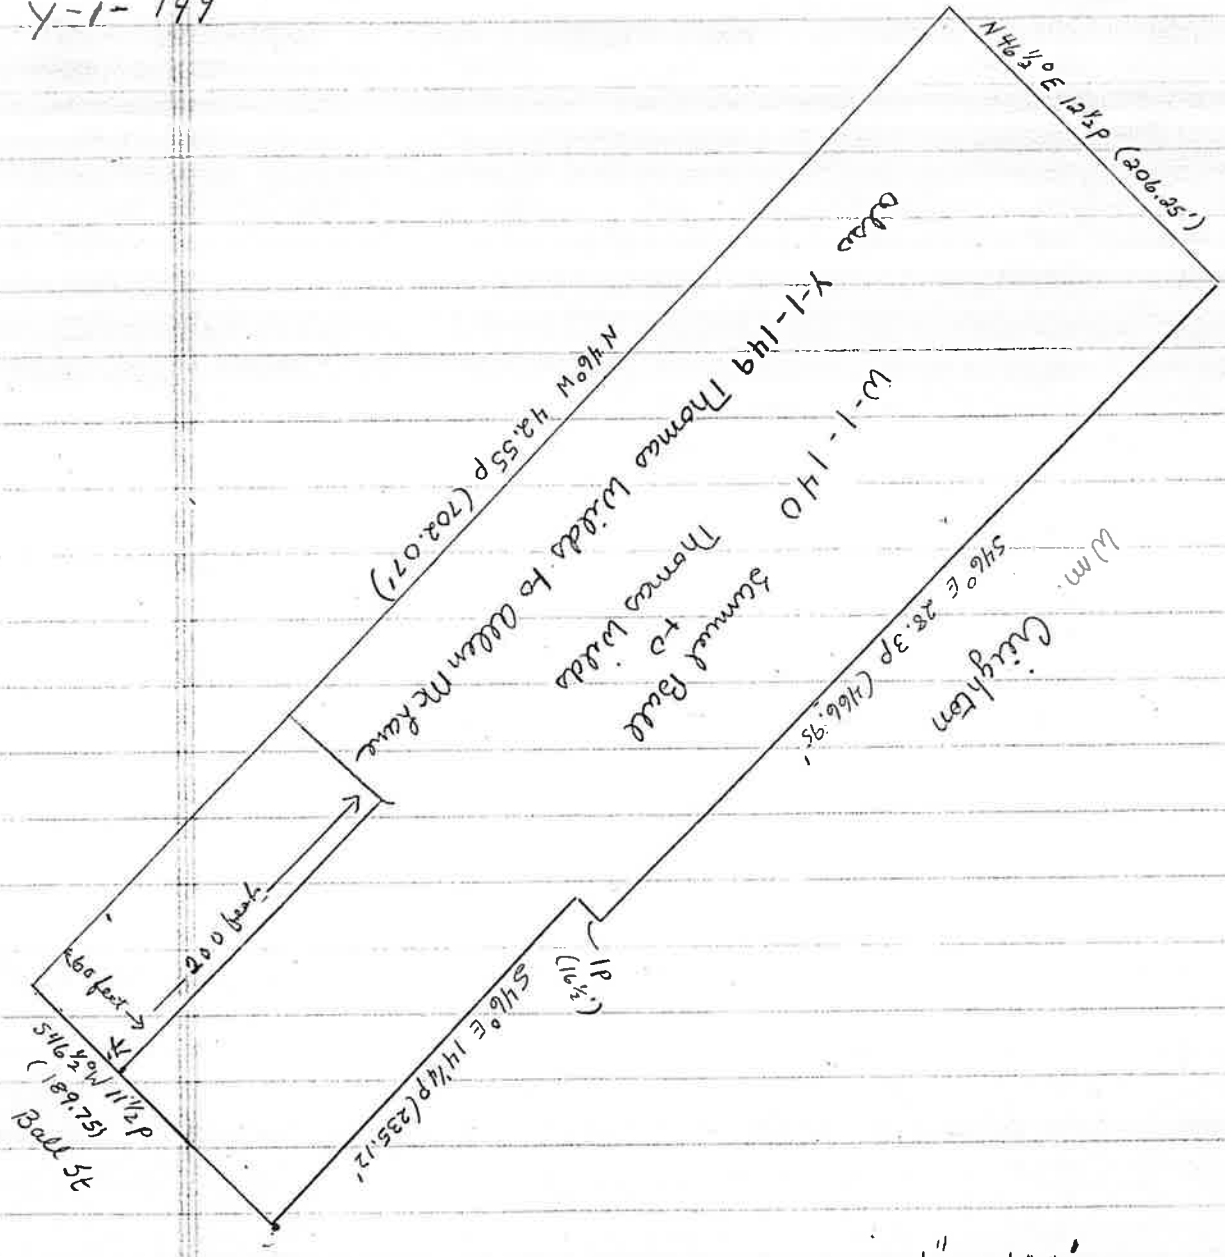 Y-1-149
N46½°E 12½P (206.25')
also
Y-1-149 Thomas Wilds to Allen McLane
W-1-140
Samuel Ball
to
Thomas Wilds
N46°W 42.55P (702.07')
Wm.
Creighton
S46°E 28.3P (466.95'
1P
(16½')
S46°E 14¼P (235.12'
200 feet
60 feet
S46½°W 11½P
(189.75)
Ball St